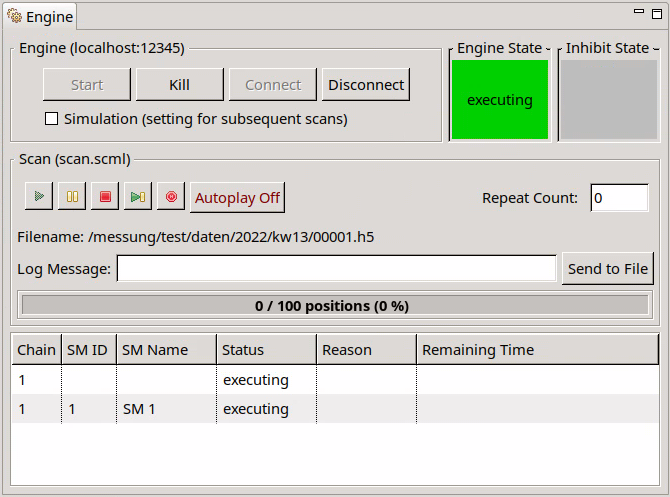 Engine
Engine (localhost:12345)
Engine State
Inhibit State
Start
Kill
Connect
Disconnect
executing
Simulation (setting for subsequent scans)
Scan (scan.scml)
Autoplay Off
Repeat Count:
0
Filename: /messung/test/daten/2022/kw13/00001.h5
Log Message:
Send to File
0 / 100 positions (0 %)
Chain SM ID SM Name Status Reason Remaining Time
1 executing
1 1 SM 1 executing